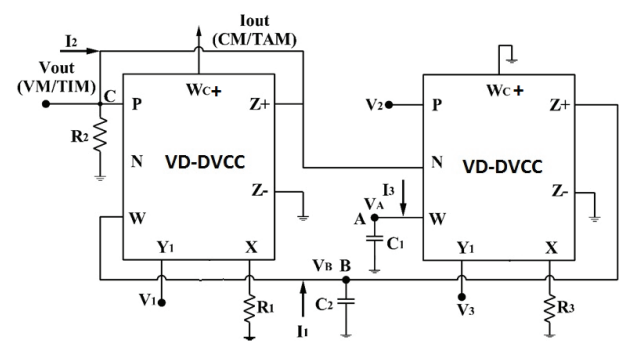 Iout
(CM/TAM)
I2
Vout
(VM/TIM)
C
R2
P
WC+
Z+
N
VD-DVCC
Z-
W
Y1
X
V1
R1
I1
V2
P
WC+
Z+
N
VD-DVCC
Z-
I3
VA
A
W
C1
Y1
X
VB B
C2
V3
R3